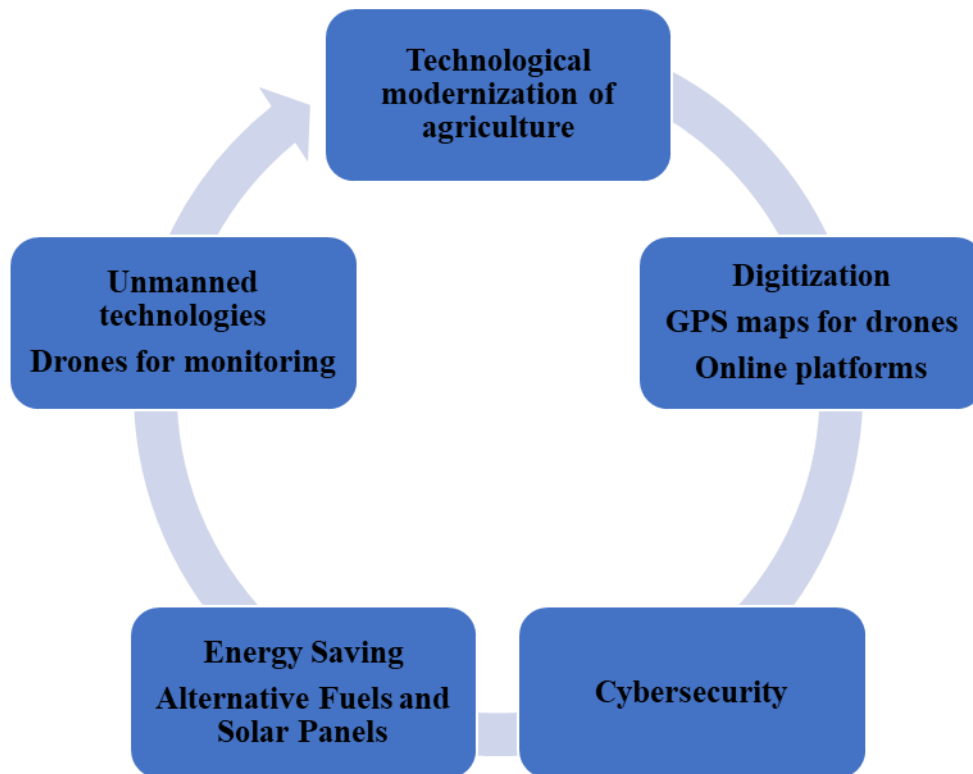 Technological
modernization of
agriculture
Digitization
GPS maps for drones
Online platforms
Cybersecurity
Energy Saving
Alternative Fuels and
Solar Panels
Unmanned
technologies
Drones for monitoring